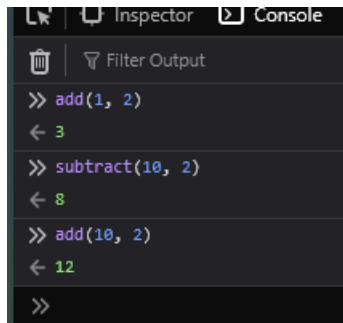 Inspector Console
Filter Output
>> add(1, 2)
← 3
>> subtract(10, 2)
← 8
>> add(10, 2)
← 12
>>